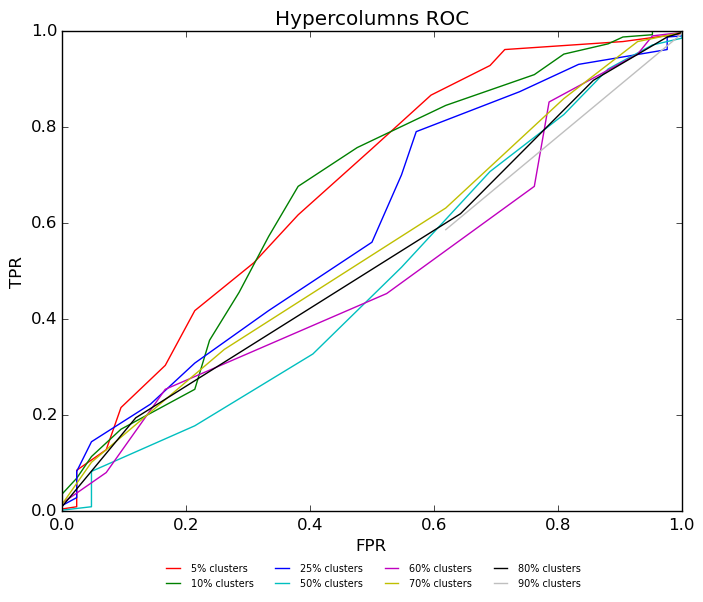 Hypercolumns ROC
1.0
0.8
0.6
0.4
0.2
0.0
TPR
0.0 0.2 0.4 0.6 0.8 1.0
FPR
5% clusters 25% clusters 60% clusters 80% clusters
10% clusters 50% clusters 70% clusters 90% clusters